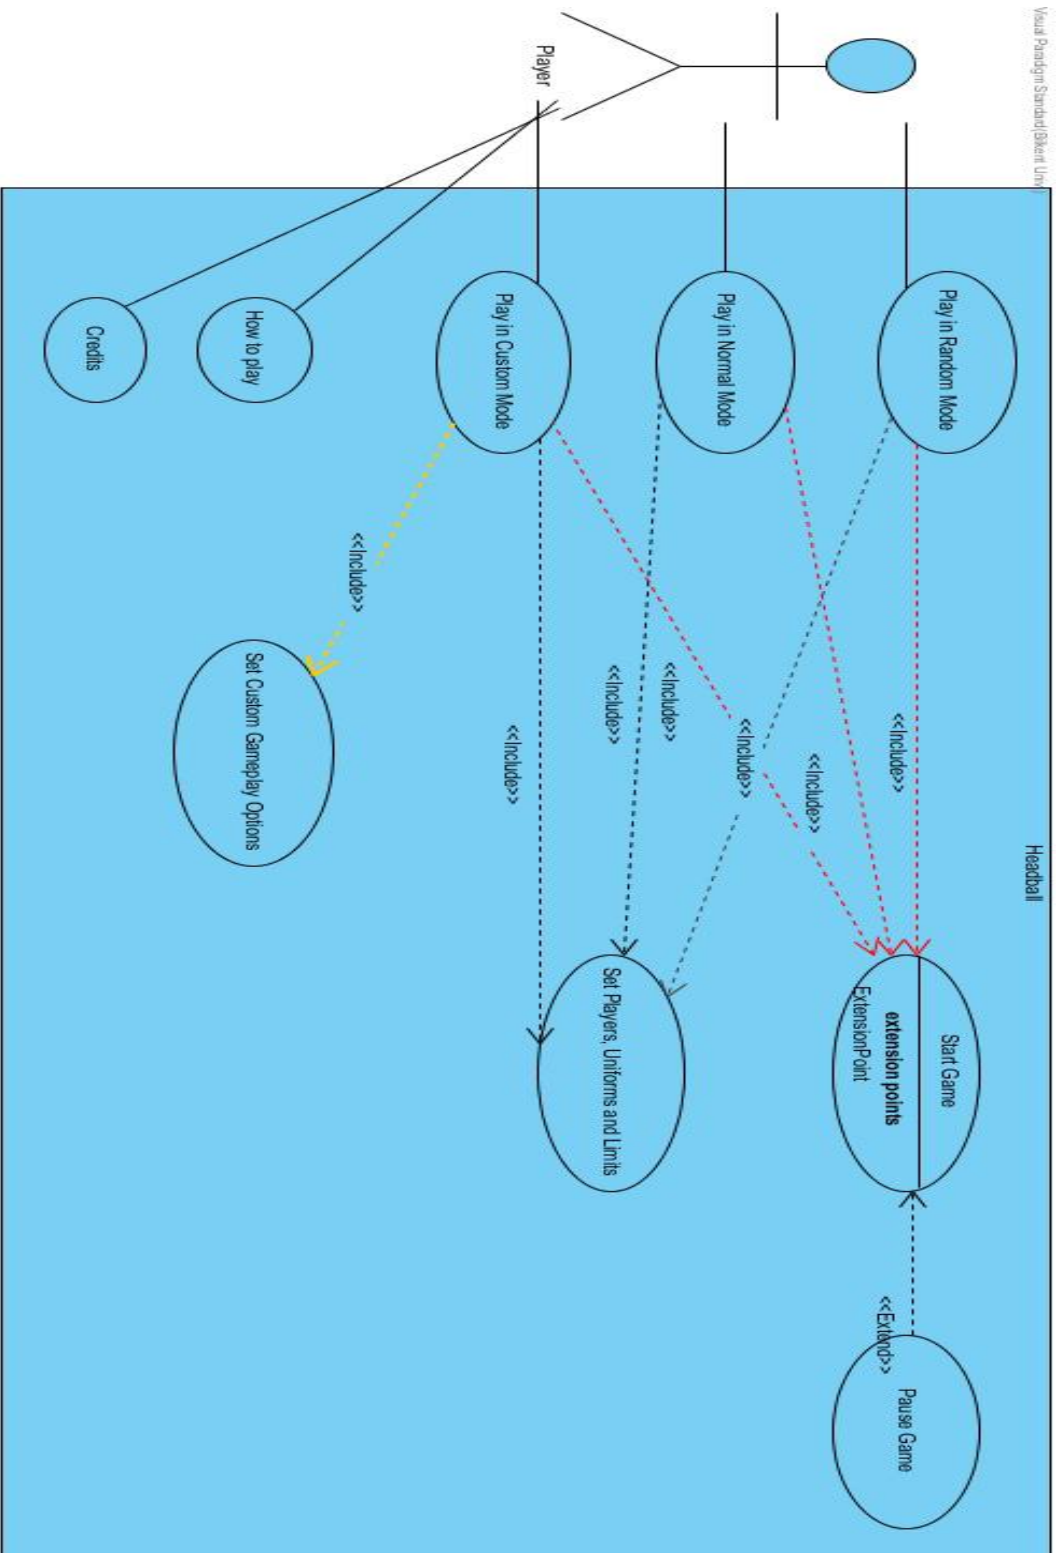 Visual Paradigm Standard(Bilkent Univ.)
Headball
Player
Play in Random Mode
<<Include>>
Start Game
extension points
ExtensionPoint
<<Extend>>
Pause Game
Play in Normal Mode
<<Include>>
<<Include>>
<<Include>>
<<Include>>
Set Players, Uniforms and Limits
Play in Custom Mode
<<Include>>
<<Include>>
Set Custom Gameplay Options
How to play
Credits